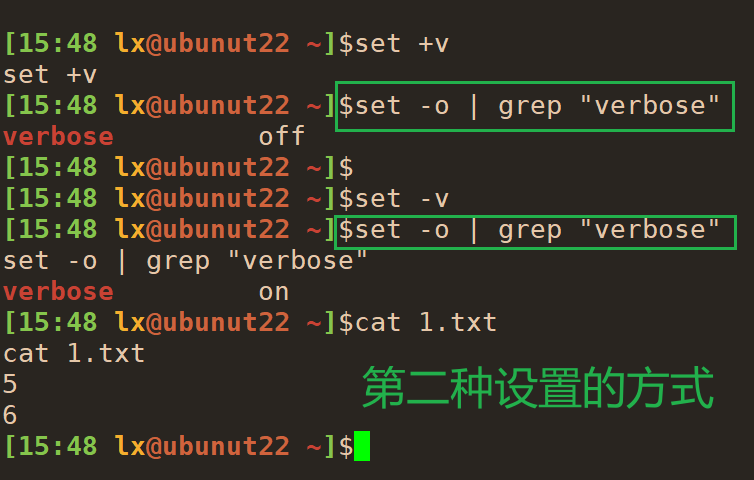 [15:48 lx@ubunut22 ~]$set +v
set +v
[15:48 lx@ubunut22 ~]$set -o | grep "verbose"
verbose         off
[15:48 lx@ubunut22 ~]$
[15:48 lx@ubunut22 ~]$set -v
[15:48 lx@ubunut22 ~]$set -o | grep "verbose"
set -o | grep "verbose"
verbose         on
[15:48 lx@ubunut22 ~]$cat 1.txt
cat 1.txt
5
第二种设置的方式
6
[15:48 lx@ubunut22 ~]$